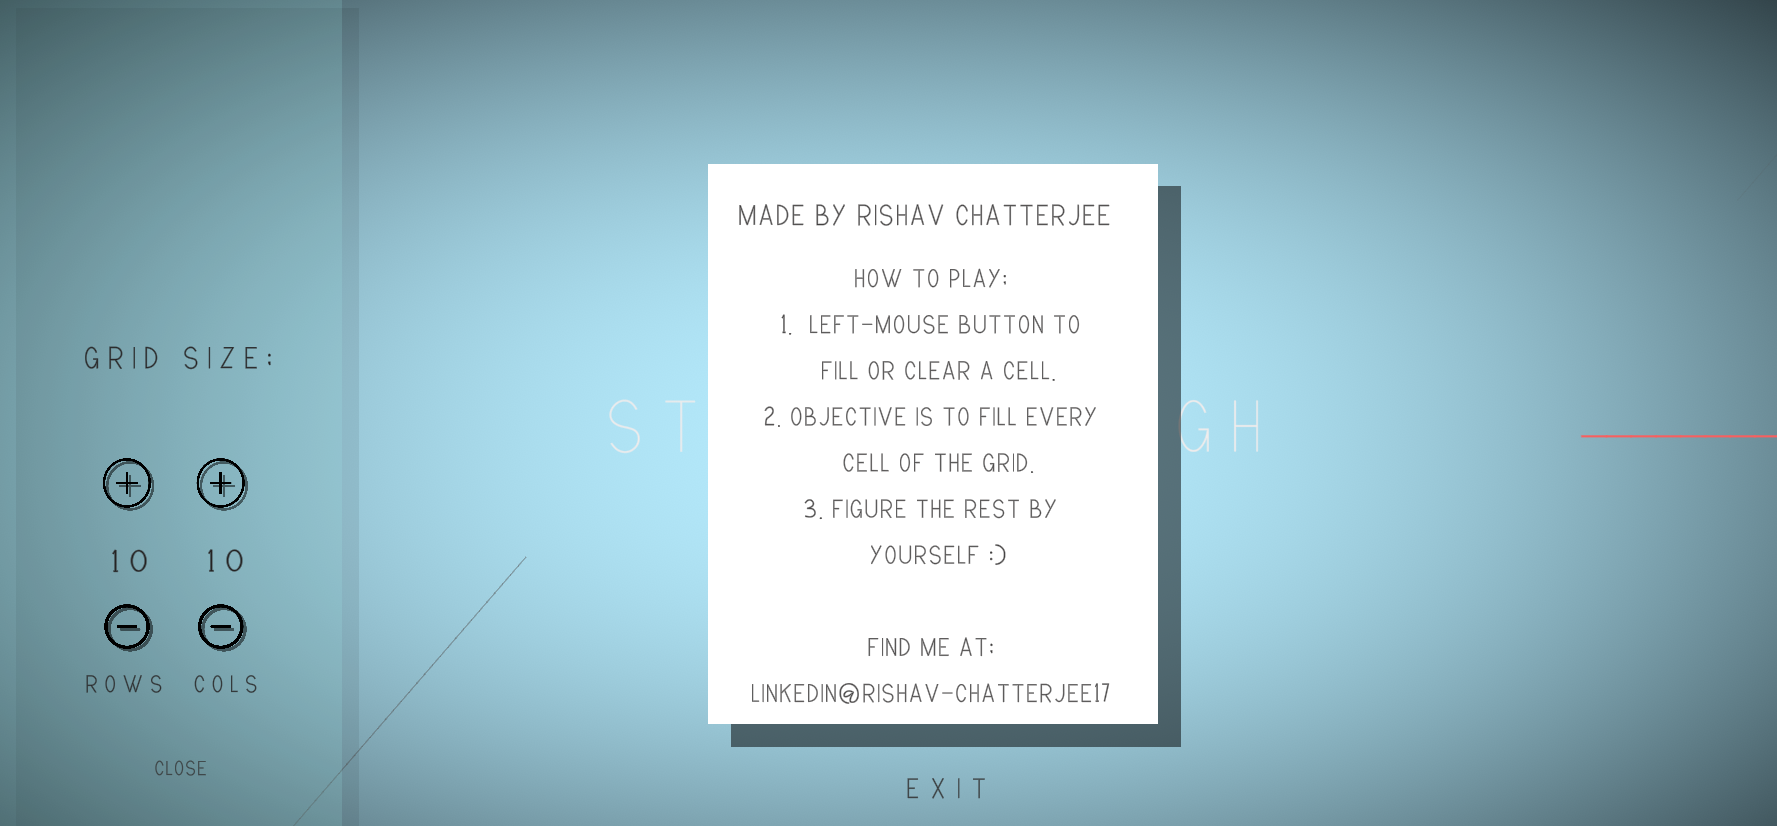 MADE BY RISHAV CHATTERJEE
HOW TO PLAY:
1. LEFT-MOUSE BUTTON TO
FILL OR CLEAR A CELL.
2. OBJECTIVE IS TO FILL EVERY
CELL OF THE GRID.
3. FIGURE THE REST BY
YOURSELF :)
FIND ME AT:
LINKEDIN@RISHAV-CHATTERJEE17
EXIT
GRID SIZE:
10 10
ROWS COLS
CLOSE